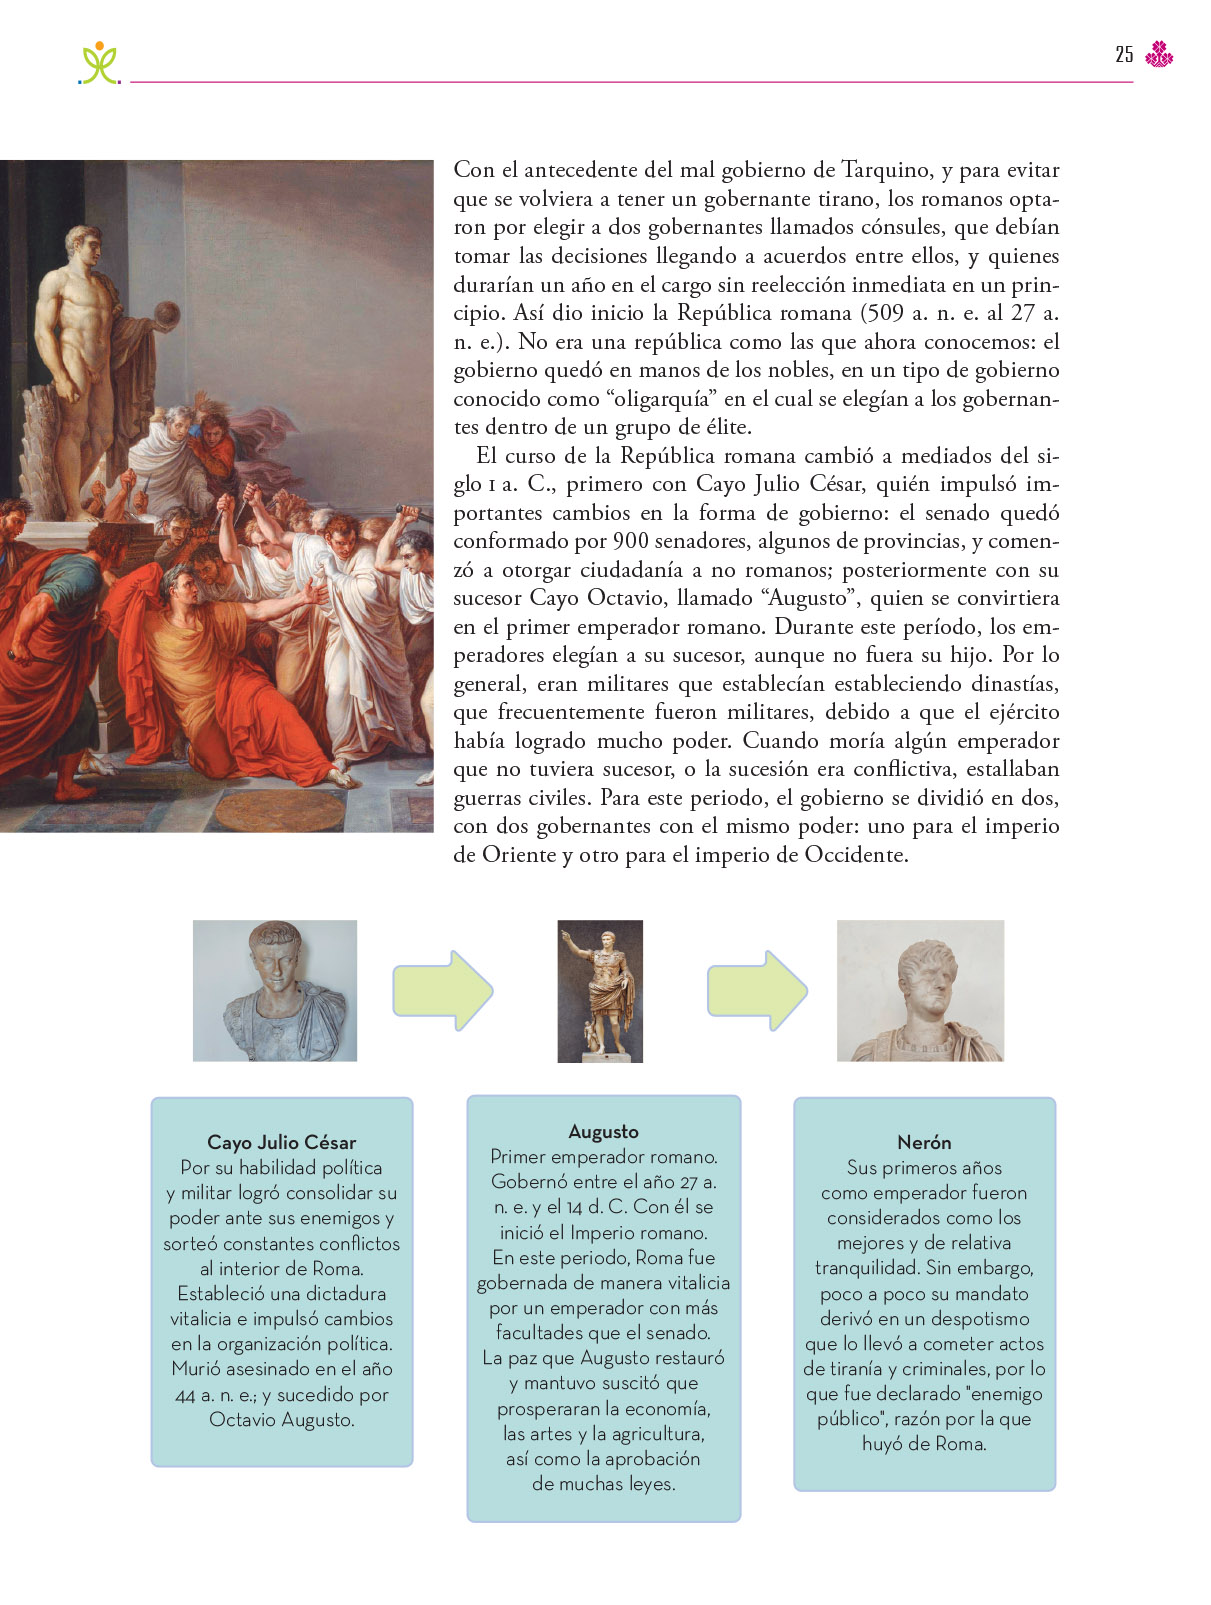 25
Con el antecedente del mal gobierno de Tarquino, y para evitar
que se volviera a tener un gobernante tirano, los romanos opta-
ron por elegir a dos gobernantes llamados cónsules, que debían
tomar las decisiones llegando a acuerdos entre ellos, y quienes
durarían un año en el cargo sin reelección inmediata en un prin-
cipio. Así dio inicio la República romana (509 a. n. e. al 27 a.
n. e.). No era una república como las que ahora conocemos: el
gobierno quedó en manos de los nobles, en un tipo de gobierno
conocido como “oligarquía” en el cual se elegían a los gobernan-
tes dentro de un grupo de élite.
El curso de la República romana cambió a mediados del si-
glo I a. C., primero con Cayo Julio César, quién impulsó im-
portantes cambios en la forma de gobierno: el senado quedó
conformado por 900 senadores, algunos de provincias, y comen-
zó a otorgar ciudadanía a no romanos; posteriormente con su
sucesor Cayo Octavio, llamado “Augusto”, quien se convirtiera
en el primer emperador romano. Durante este período, los em-
peradores elegían a su sucesor, aunque no fuera su hijo. Por lo
general, eran militares que establecían estableciendo dinastías,
que frecuentemente fueron militares, debido a que el ejército
había logrado mucho poder. Cuando moría algún emperador
que no tuviera sucesor, o la sucesión era conflictiva, estallaban
guerras civiles. Para este periodo, el gobierno se dividió en dos,
con dos gobernantes con el mismo poder: uno para el imperio
de Oriente y otro para el imperio de Occidente.
Cayo Julio César
Por su habilidad política
y militar logró consolidar su
poder ante sus enemigos y
sorteó constantes conflictos
al interior de Roma.
Estableció una dictadura
vitalicia e impulsó cambios
en la organización política.
Murió asesinado en el año
44 a. n. e.; y sucedido por
Octavio Augusto.
Augusto
Primer emperador romano.
Gobernó entre el año 27 a.
n. e. y el 14 d. C. Con él se
inició el Imperio romano.
En este periodo, Roma fue
gobernada de manera vitalicia
por un emperador con más
facultades que el senado.
La paz que Augusto restauró
y mantuvo suscitó que
prosperaran la economía,
las artes y la agricultura,
así como la aprobación
de muchas leyes.
Nerón
Sus primeros años
como emperador fueron
considerados como los
mejores y de relativa
tranquilidad. Sin embargo,
poco a poco su mandato
derivó en un despotismo
que lo llevó a cometer actos
de tiranía y criminales, por lo
que fue declarado "enemigo
público", razón por la que
huyó de Roma.